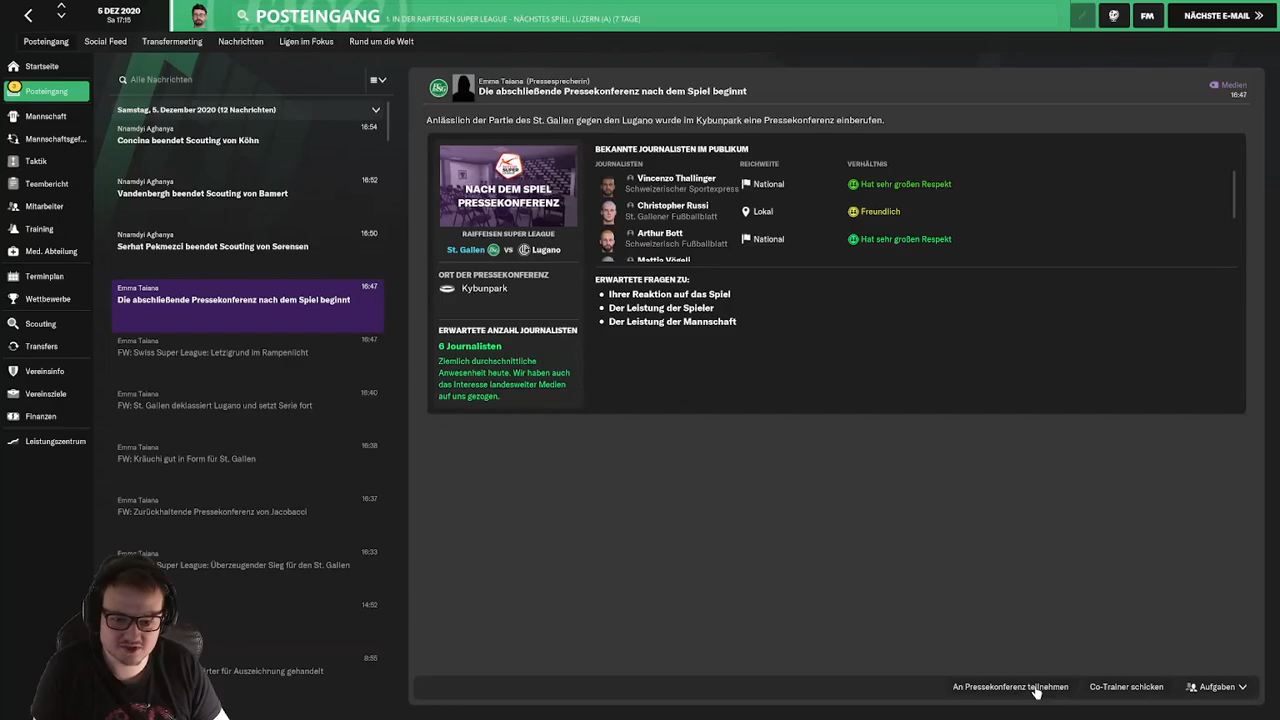 5 DEZ 2020
Sa 17:15
POSTEINGANG
1. IN DER RAIFFEISEN SUPER LEAGUE - NÄCHSTES SPIEL, LUZERN (A) (7 TAGE)
FM
NÄCHSTE E-MAIL
Posteingang
Social Feed
Transfermeeting
Nachrichten
Ligen im Fokus
Rund um die Welt
Startseite
Posteingang
Mannschaft
Mannschaftsgef...
Taktik
Teambericht
Mitarbeiter
Training
Med. Abteilung
Terminplan
Wettbewerbe
Scouting
Transfers
Vereinsinfo
Vereinsziele
Finanzen
Leistungszentrum
Alle Nachrichten
Samstag, 5. Dezember 2020 (12 Nachrichten)
Nnamdyi Aghanya 16:54
Concina beendet Scouting von Köhn
Nnamdyi Aghanya 16:52
Vandenbergh beendet Scouting von Bamert
Nnamdyi Aghanya 16:50
Serhat Pekmezci beendet Scouting von Sørensen
Emma Taiana 16:47
Die abschließende Pressekonferenz nach dem Spiel beginnt
Emma Taiana 16:47
FW: Swiss Super League: Letzigrund im Rampenlicht
Emma Taiana 16:40
FW: St. Gallen deklassiert Lugano und setzt Serie fort
Emma Taiana 16:38
FW: Kräuchi gut in Form für St. Gallen
Emma Taiana 16:37
FW: Zurückhaltende Pressekonferenz von Jacobacci
Emma Taiana 16:33
Super League: Überzeugender Sieg für den St. Gallen
14:52
8:55
für Auszeichnung gehandelt
Emma Taiana (Pressesprecherin)
Die abschließende Pressekonferenz nach dem Spiel beginnt
Medien
16:47
Anlässlich der Partie des St. Gallen gegen den Lugano wurde im Kybunpark eine Pressekonferenz einberufen.
NACH DEM SPIEL
PRESSEKONFERENZ
RAIFFEISEN SUPER LEAGUE
St. Gallen VS Lugano
ORT DER PRESSEKONFERENZ
Kybunpark
ERWARTETE ANZAHL JOURNALISTEN
6 Journalisten
Ziemlich durchschnittliche
Anwesenheit heute. Wir haben auch
das Interesse landesweiter Medien
auf uns gezogen.
BEKANNTE JOURNALISTEN IM PUBLIKUM
JOURNALISTEN REICHWEITE VERHÄLTNIS
Vincenzo Thallinger
Schweizerischer Sportexpress
National
Hat sehr großen Respekt
Christopher Russi
St. Gallener Fußballblatt
Lokal
Freundlich
Arthur Bott
Schweizerisch Fußballblatt
National
Hat sehr großen Respekt
Mattia Vögeli
ERWARTETE FRAGEN ZU:
Ihrer Reaktion auf das Spiel
Der Leistung der Spieler
Der Leistung der Mannschaft
An Pressekonferenz teilnehmen
Co-Trainer schicken
Aufgaben